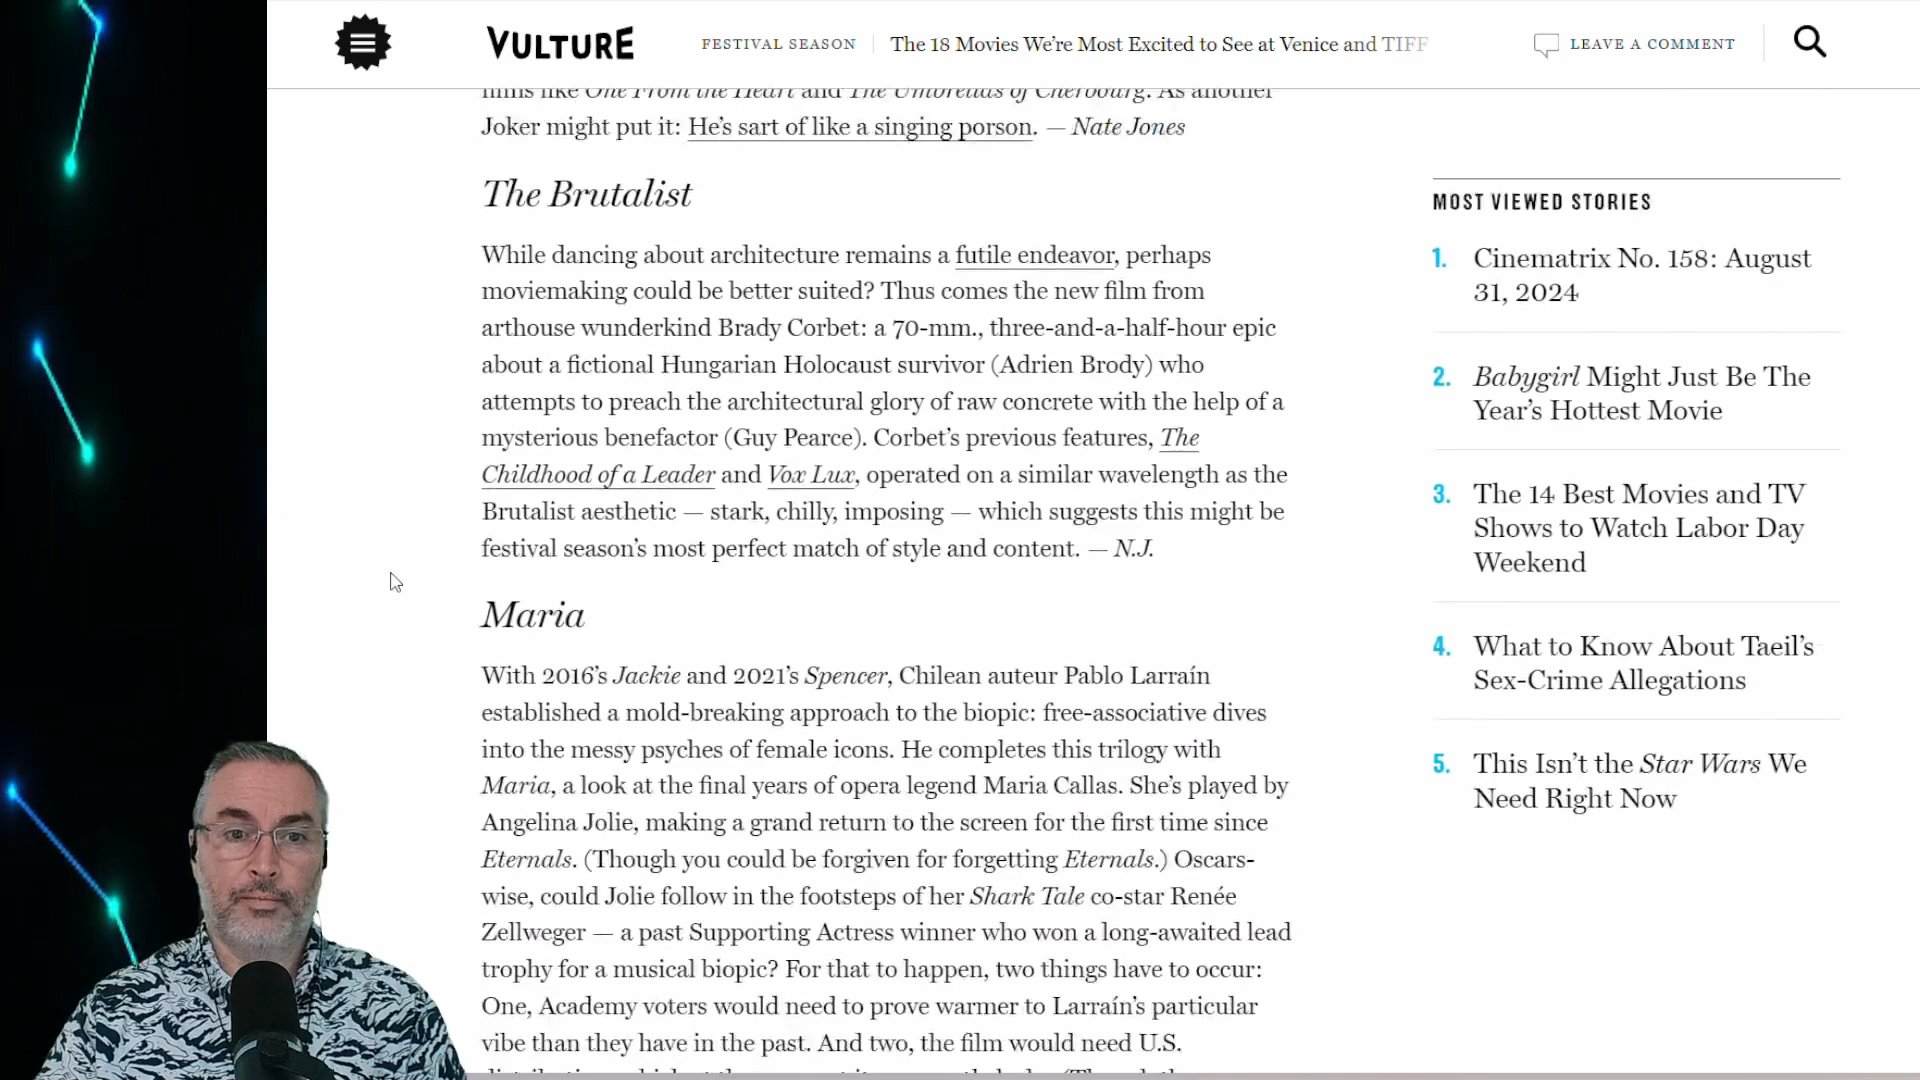 VULTURE
FESTIVAL SEASON
The 18 Movies We're Most Excited to See at Venice and TIFF
LEAVE A COMMENT
films like One From the Heart and The Umbrellas of Cherbourg. As another
Joker might put it: He's sart of like a singing porson. — Nate Jones
The Brutalist
While dancing about architecture remains a futile endeavor, perhaps
moviemaking could be better suited? Thus comes the new film from
arthouse wunderkind Brady Corbet: a 70-mm., three-and-a-half-hour epic
about a fictional Hungarian Holocaust survivor (Adrien Brody) who
attempts to preach the architectural glory of raw concrete with the help of a
mysterious benefactor (Guy Pearce). Corbet's previous features, The
Childhood of a Leader and Vox Lux, operated on a similar wavelength as the
Brutalist aesthetic — stark, chilly, imposing — which suggests this might be
festival season's most perfect match of style and content. — N.J.
Maria
With 2016's Jackie and 2021's Spencer, Chilean auteur Pablo Larraín
established a mold-breaking approach to the biopic: free-associative dives
into the messy psyches of female icons. He completes this trilogy with
Maria, a look at the final years of opera legend Maria Callas. She's played by
Angelina Jolie, making a grand return to the screen for the first time since
Eternals. (Though you could be forgiven for forgetting Eternals.) Oscars-
wise, could Jolie follow in the footsteps of her Shark Tale co-star Renée
Zellweger — a past Supporting Actress winner who won a long-awaited lead
trophy for a musical biopic? For that to happen, two things have to occur:
One, Academy voters would need to prove warmer to Larraín's particular
vibe than they have in the past. And two, the film would need U.S.
MOST VIEWED STORIES
1. Cinematrix No. 158: August
31, 2024
2. Babygirl Might Just Be The
Year's Hottest Movie
3. The 14 Best Movies and TV
Shows to Watch Labor Day
Weekend
4. What to Know About Taeil's
Sex-Crime Allegations
5. This Isn't the Star Wars We
Need Right Now